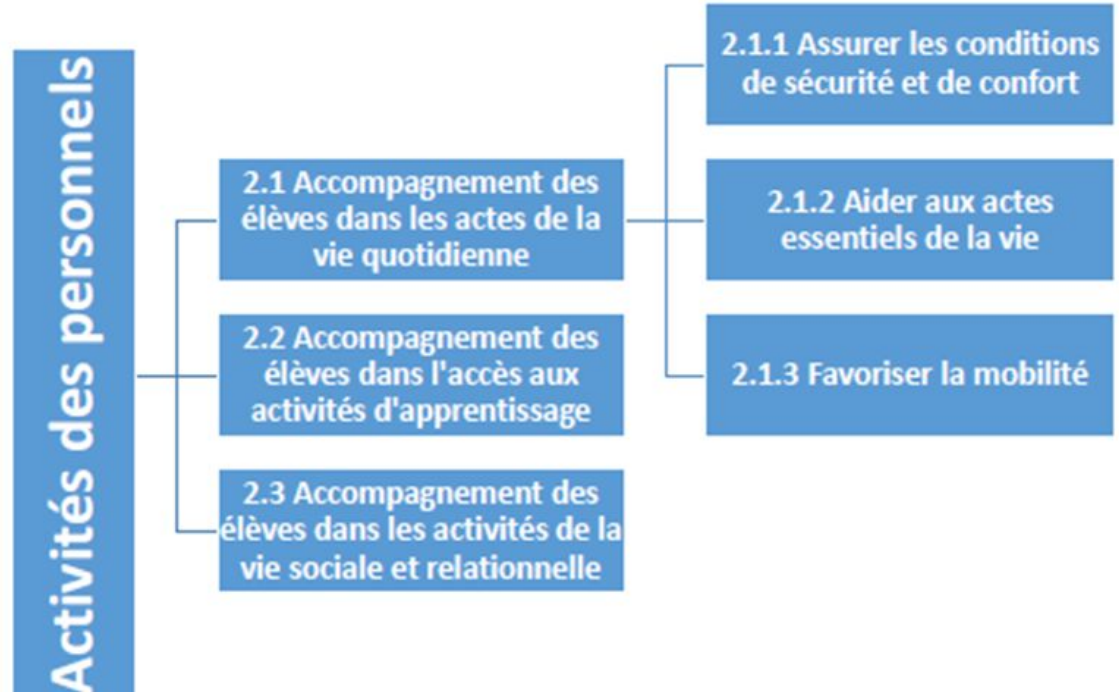 Activités des personnels
2.1 Accompagnement des
élèves dans les actes de la
vie quotidienne
2.2 Accompagnement des
élèves dans l'accès aux
activités d'apprentissage
2.3 Accompagnement des
élèves dans les activités de la
vie sociale et relationnelle
2.1.1 Assurer les conditions
de sécurité et de confort
2.1.2 Aider aux actes
essentiels de la vie
2.1.3 Favoriser la mobilité